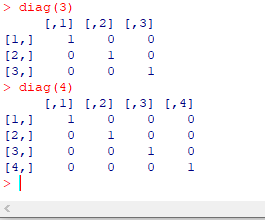 > diag(3)
     [,1] [,2] [,3]
[1,]    1    0    0
[2,]    0    1    0
[3,]    0    0    1
> diag(4)
     [,1] [,2] [,3] [,4]
[1,]    1    0    0    0
[2,]    0    1    0    0
[3,]    0    0    1    0
[4,]    0    0    0    1
>